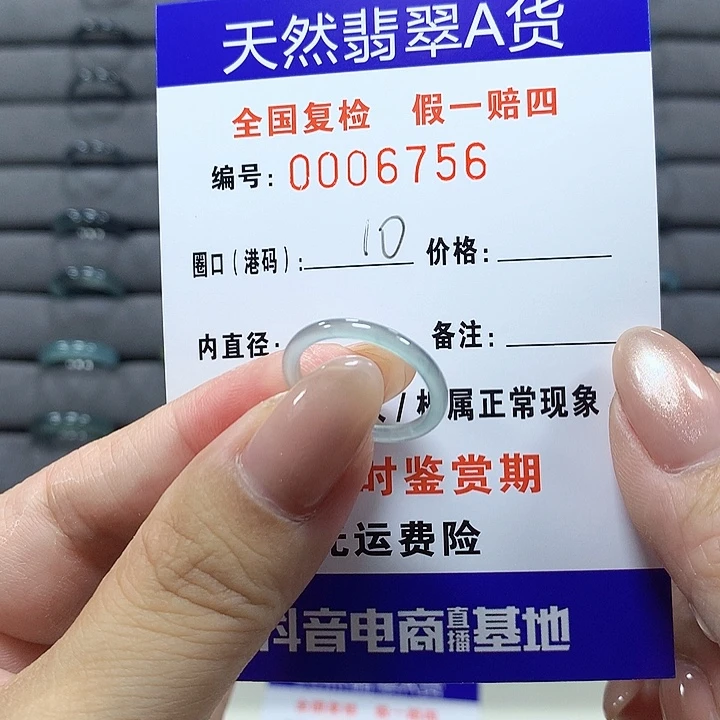 天然翡翠A货
全国复检 假一赔四
编号: 0006756
圈口(港码): 10 价格:
内直径: 备注:
/ 属正常现象
时鉴赏期
运费险
抖音电商直播基地